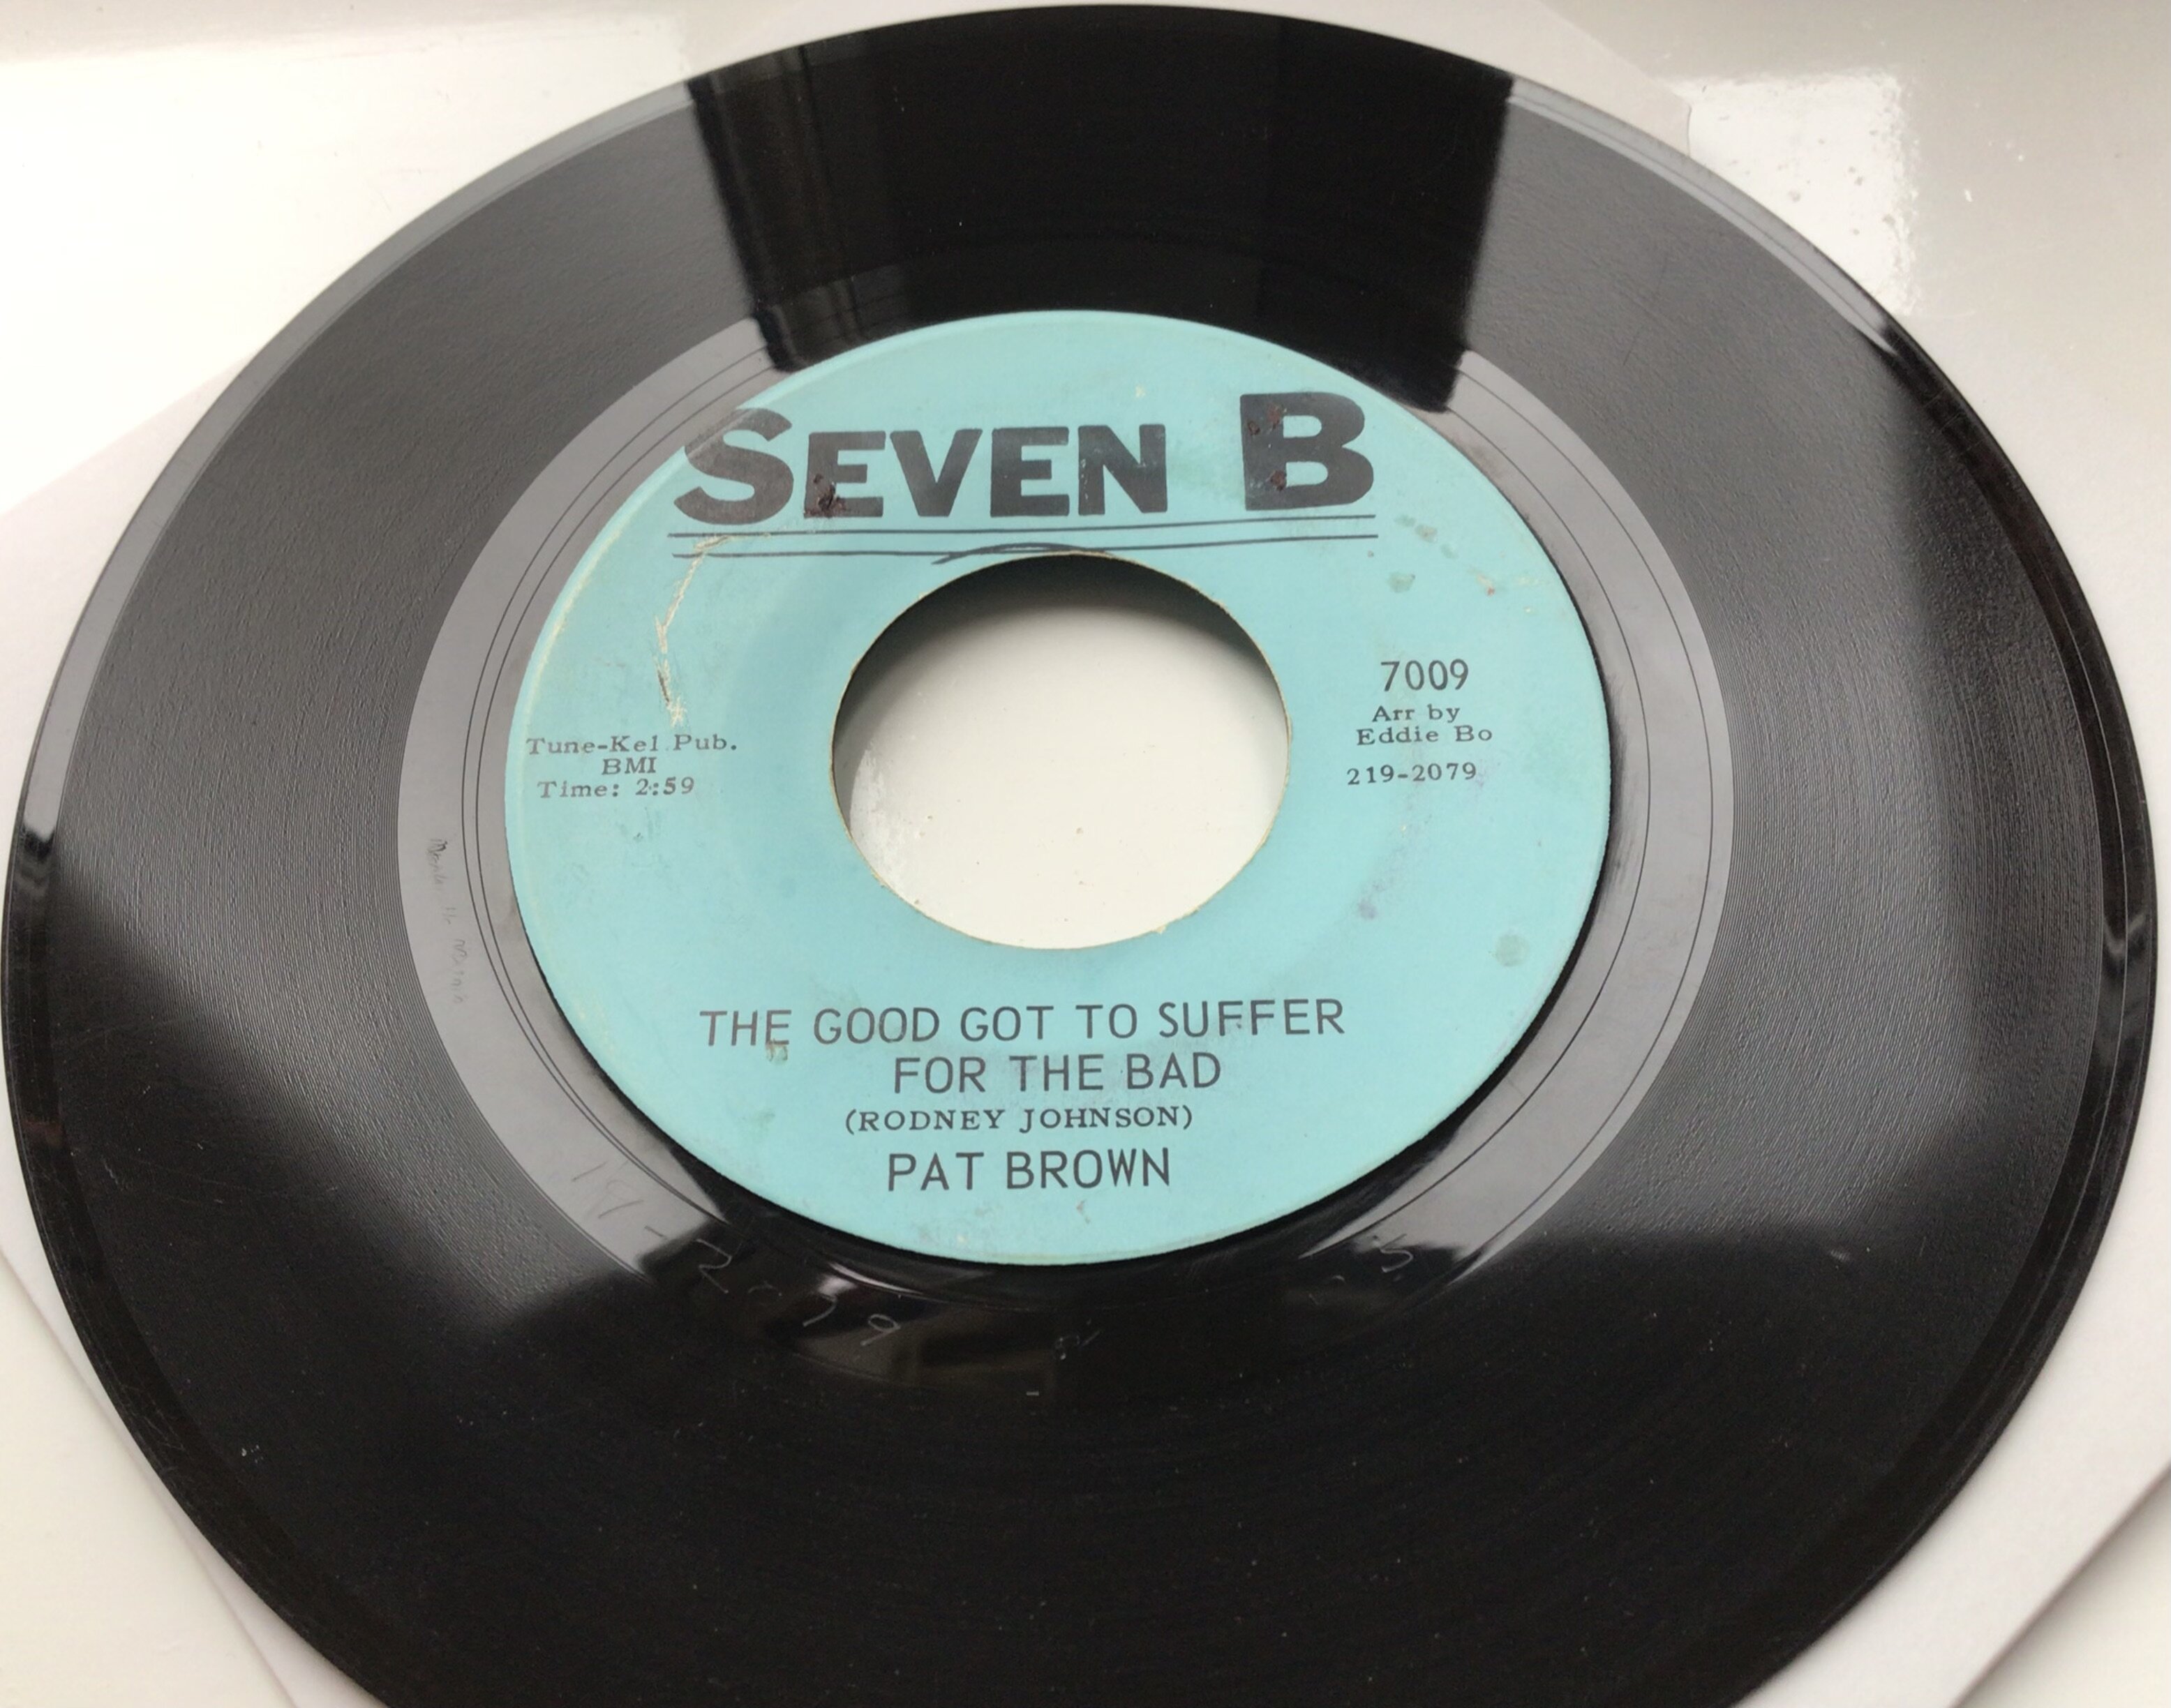 SEVEN B
7009
Arr by
Eddie Bo
219-2079
Tune-Kel Pub.
BMI
Time: 2:59
THE GOOD GOT TO SUFFER
FOR THE BAD
(RODNEY JOHNSON)
PAT BROWN